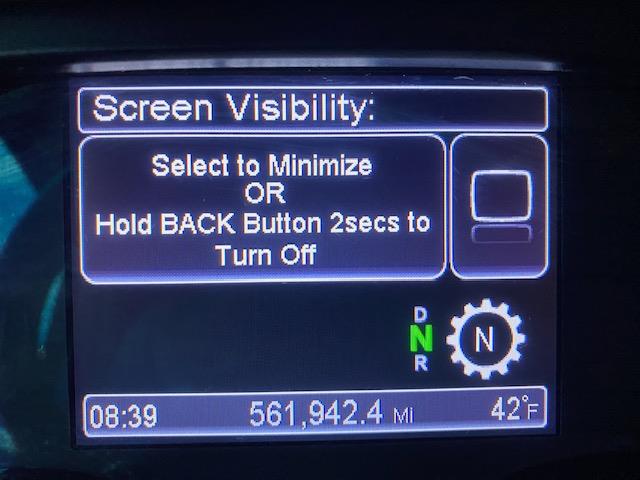 Screen Visibility:
Select to Minimize
OR
Hold BACK Button 2secs to
Turn Off
D
N
R
N
08:39 561,942.4 MI 42°F